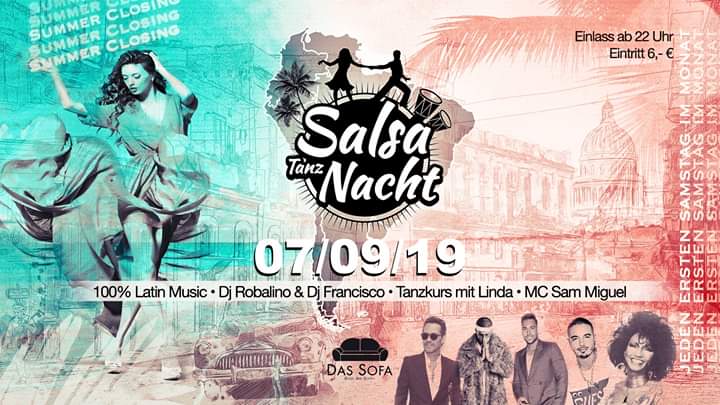 SUMMER CLOSING
SUMMER CLOSING
SUMMER CLOSING
SUMMER CLOSING
Einlass ab 22 Uhr
Eintritt 6,- €
Salsa
Tanz
Nacht
07/09/19
100% Latin Music • Dj Robalino & Dj Francisco • Tanzkurs mit Linda • MC Sam Miguel
DAS SOFA
JEDEN ERSTEN SAMSTAG IM MONAT
JEDEN ERSTEN SAMSTAG IM MONAT
JEDEN ERSTEN SAMSTAG IM MONAT